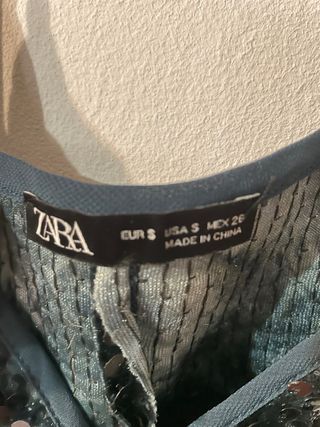 ZARA
EUR S USA S MEX 26
MADE IN CHINA